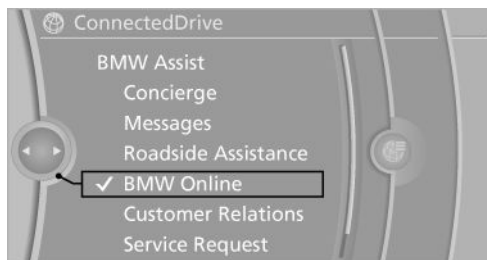 ConnectedDrive
BMW Assist
Concierge
Messages
Roadside Assistance
✓ BMW Online
Customer Relations
Service Request